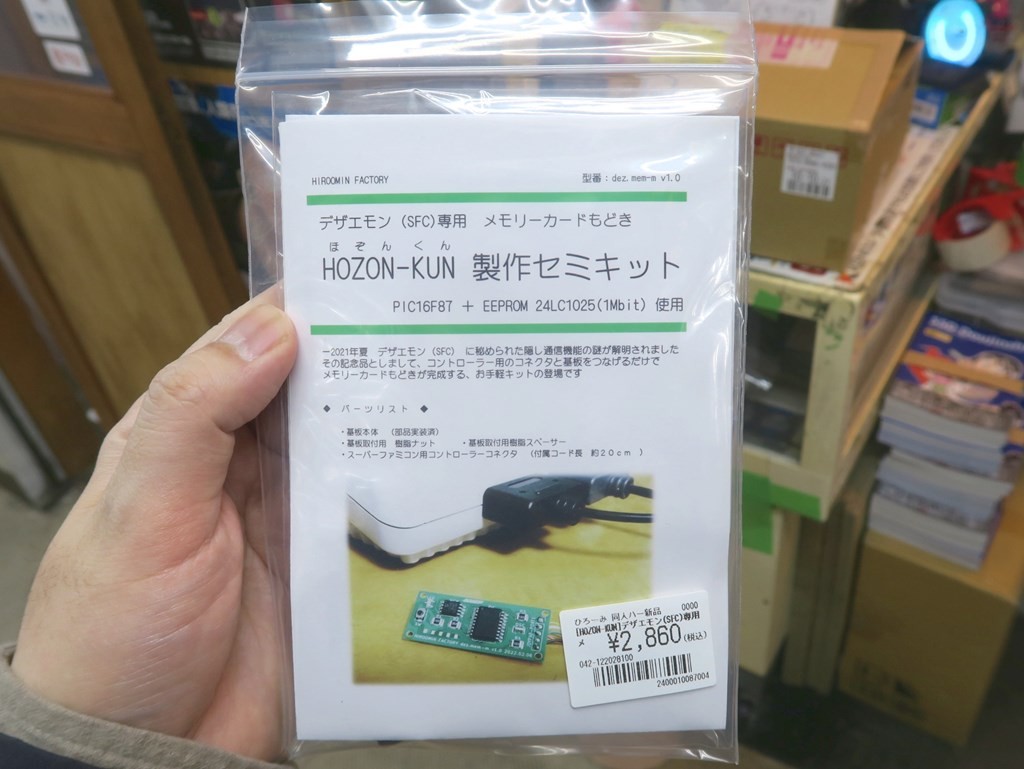 HIROOMIN FACTORY
型番：dez.mem-m v1.0
デザエモン (SFC)専用　メモリーカードもどき
ほぞんくん
HOZON-KUN 製作セミキット
PIC16F87 + EEPROM 24LC1025(1Mbit) 使用
～2021年夏　デザエモン（SFC）に秘められた隠し通信機能の謎が解明されました
その記念品としまして、コントローラー用のコネクタと基板をつなげるだけで
メモリーカードもどきが完成する、お手軽キットの登場です
◆ パーツリスト ◆
・基板本体　（部品実装済）
・基板取付用　樹脂ナット　・基板取付用樹脂スペーサー
・スーパーファミコン用コントローラーコネクタ　（付属コード長　約20cm ）
ひろーみ 同人ハー新品 0000
[HOZON-KUN]デザエモン(SFC)専用
メ ¥2,860(税込)
042-122028100
2400010087004